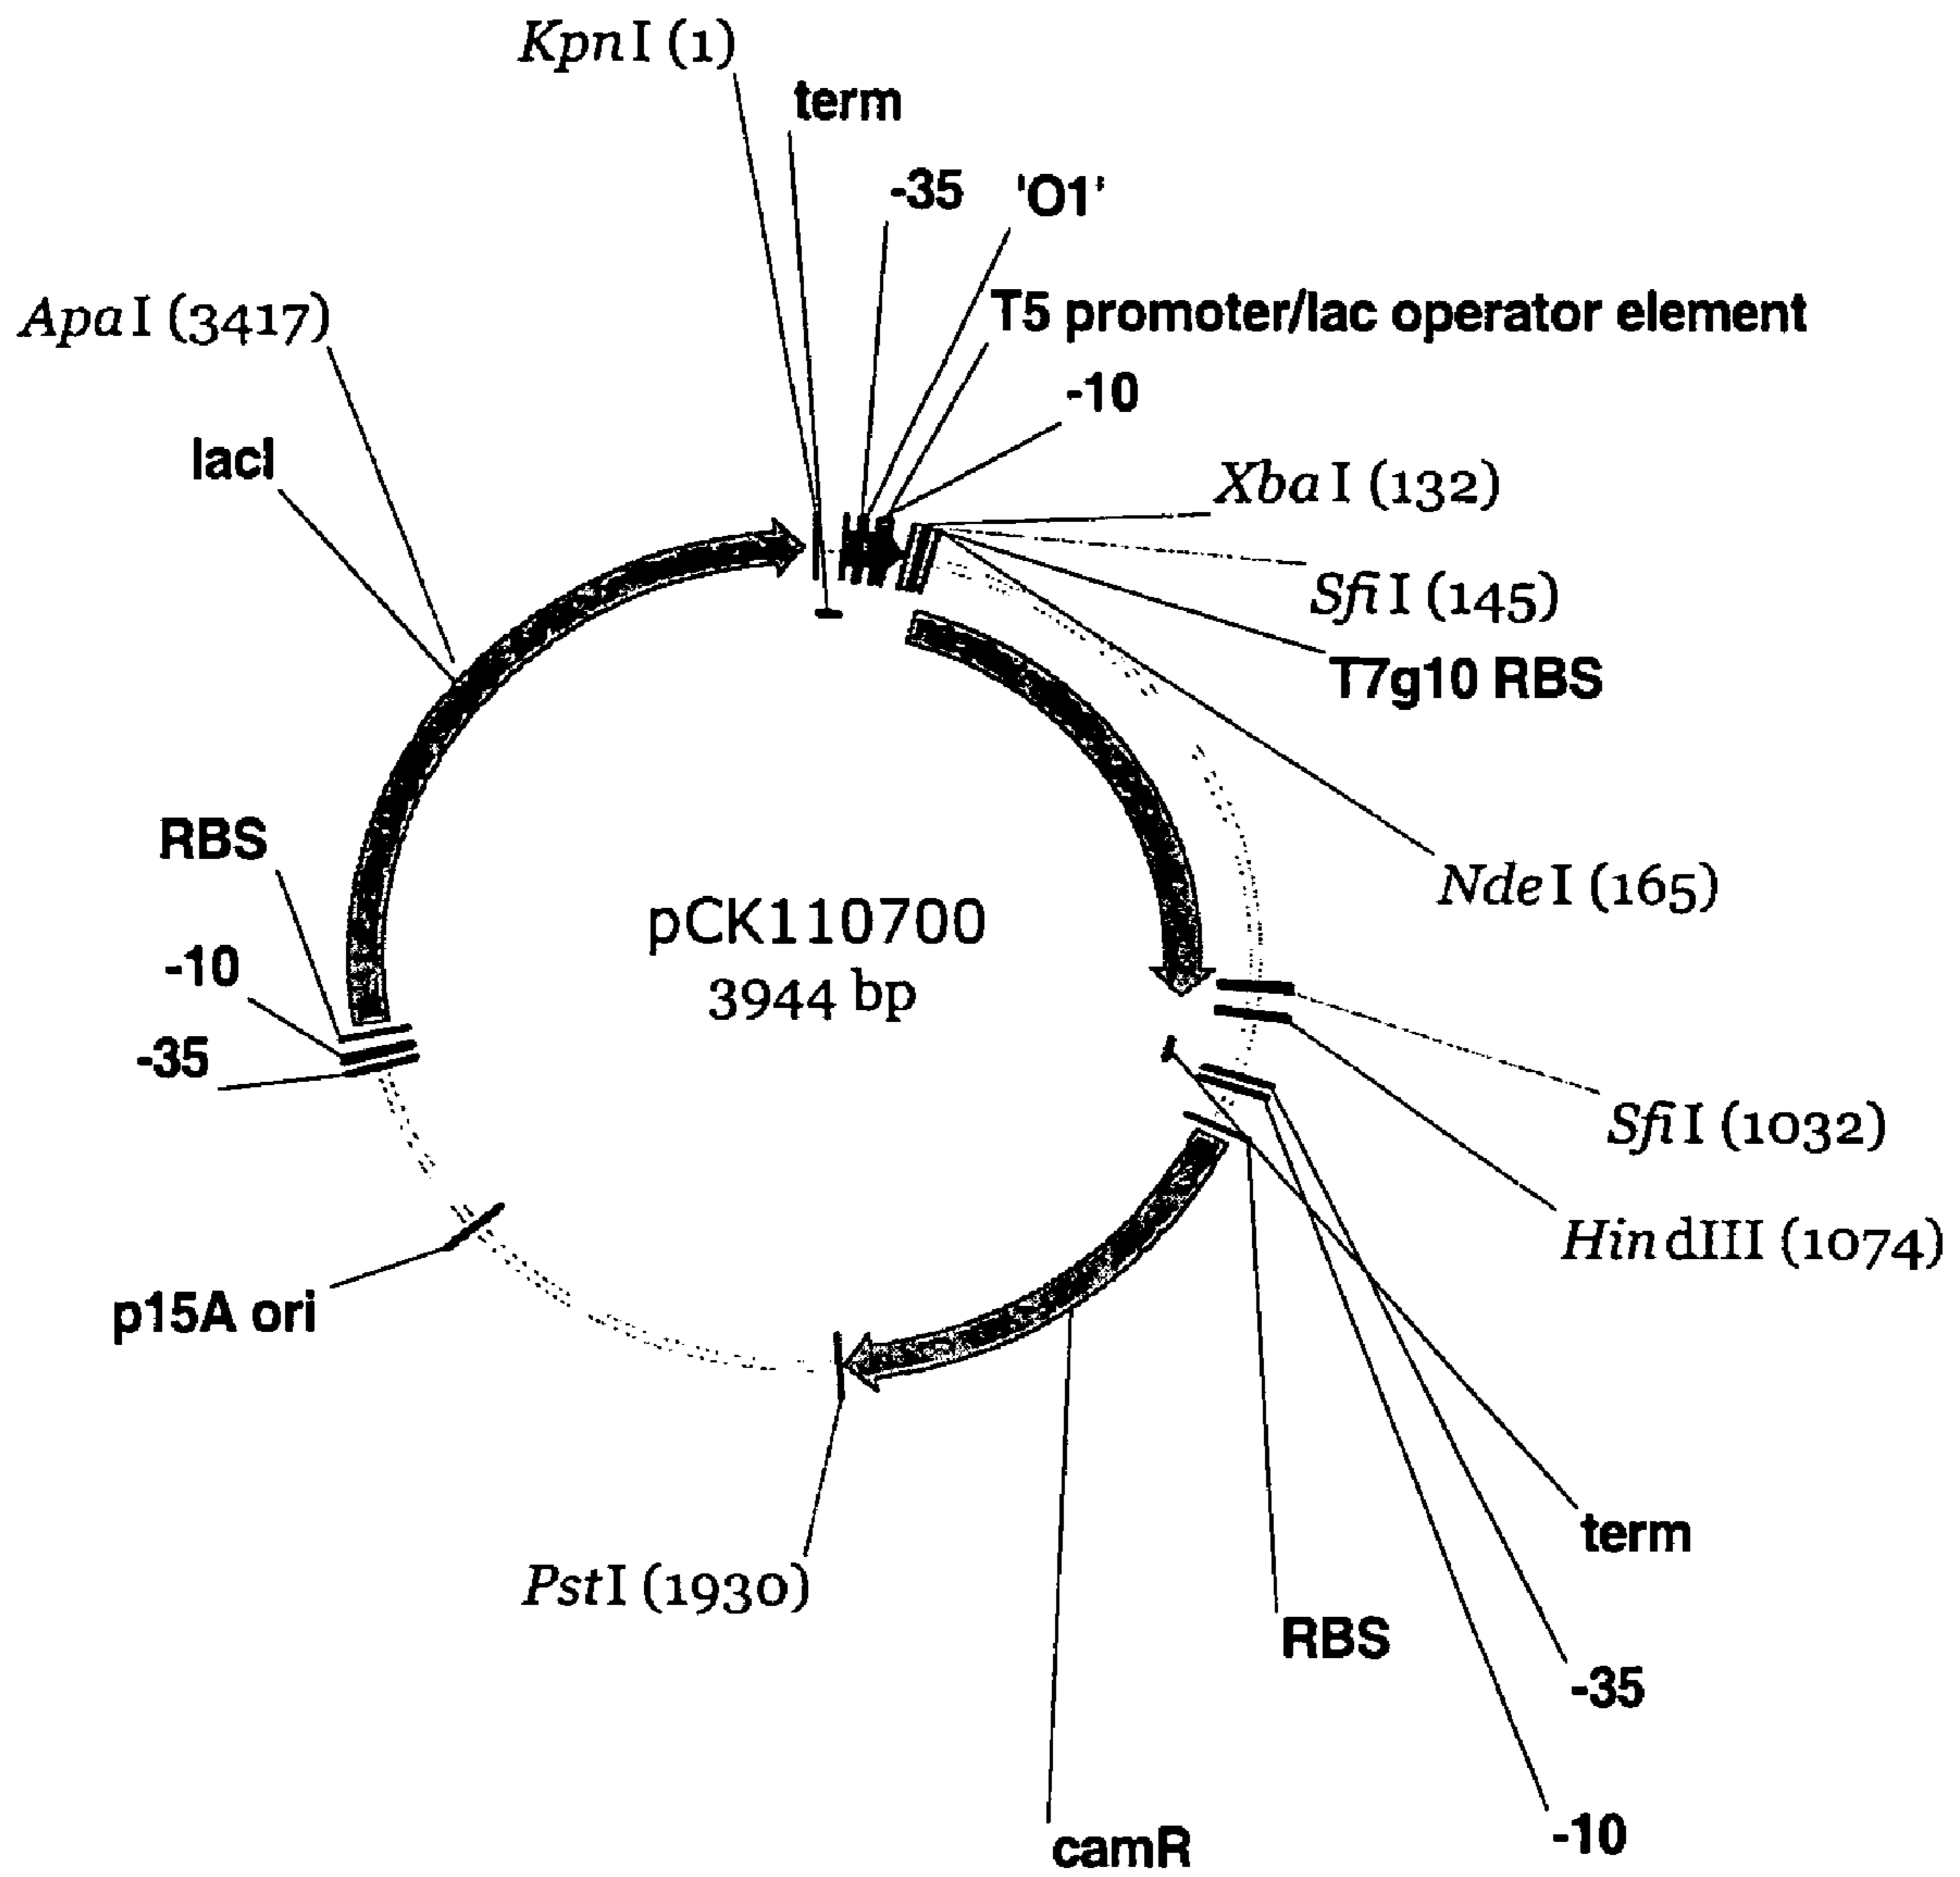 KpnI (1)
term
-35
'O1'
ApaI (3417)
T5 promoter/lac operator element
-10
lacI
XbaI (132)
SfiI (145)
T7g10 RBS
RBS
NdeI (165)
pCK110700
3944 bp
-10
-35
SfiI (1032)
HindIII (1074)
p15A ori
term
PstI (1930)
RBS
-35
-10
camR